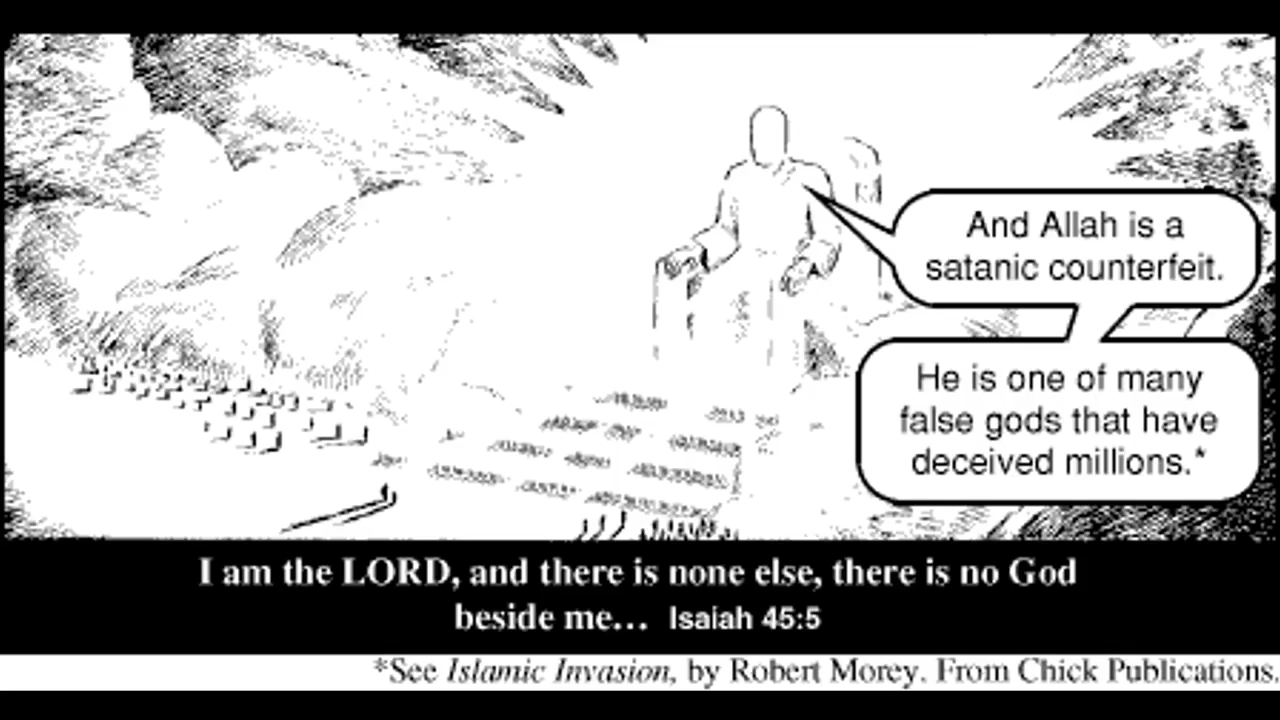 And Allah is a
satanic counterfeit.
He is one of many
false gods that have
deceived millions.*
I am the LORD, and there is none else, there is no God
beside me... Isaiah 45:5
*See Islamic Invasion, by Robert Morey. From Chick Publications.